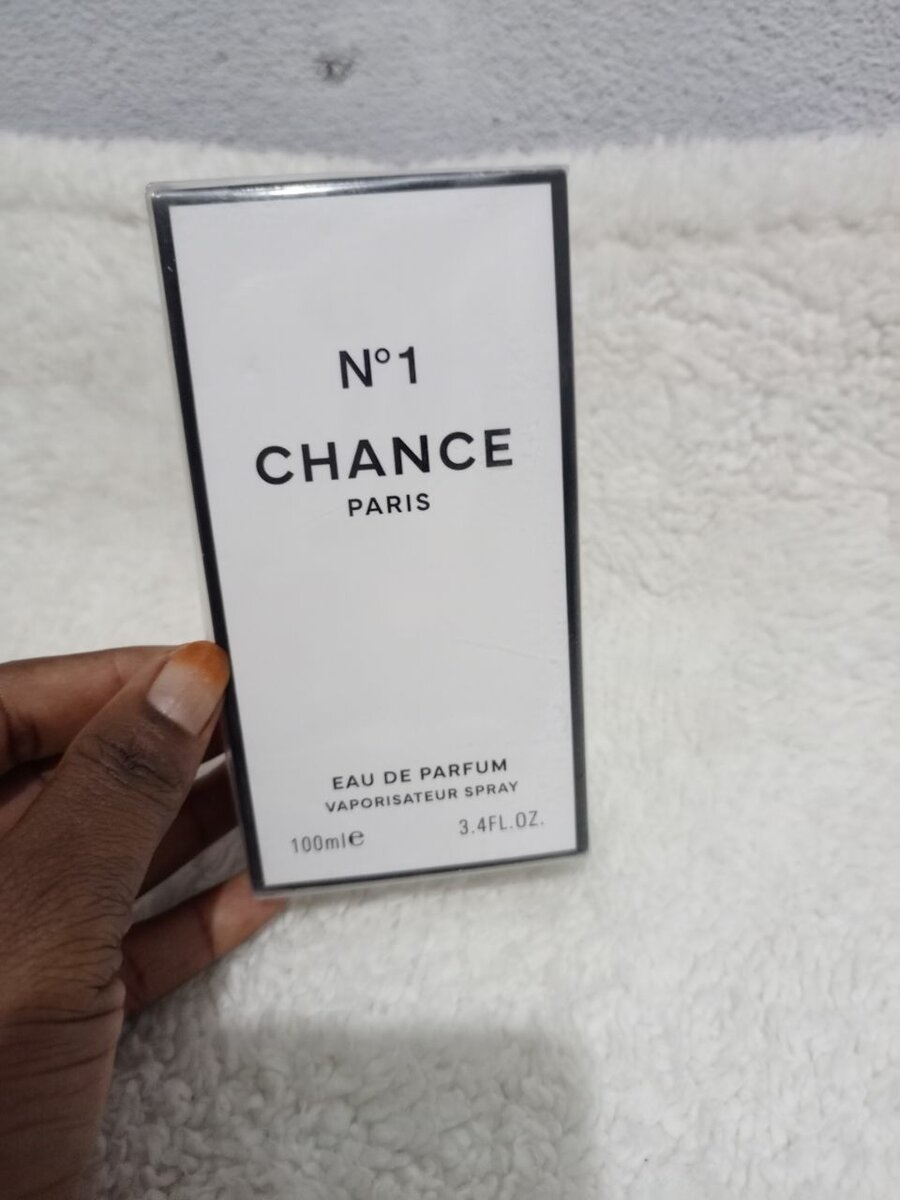 N°1
CHANCE
PARIS
EAU DE PARFUM
VAPORISATEUR SPRAY
100ml℮ 3.4FL.OZ.